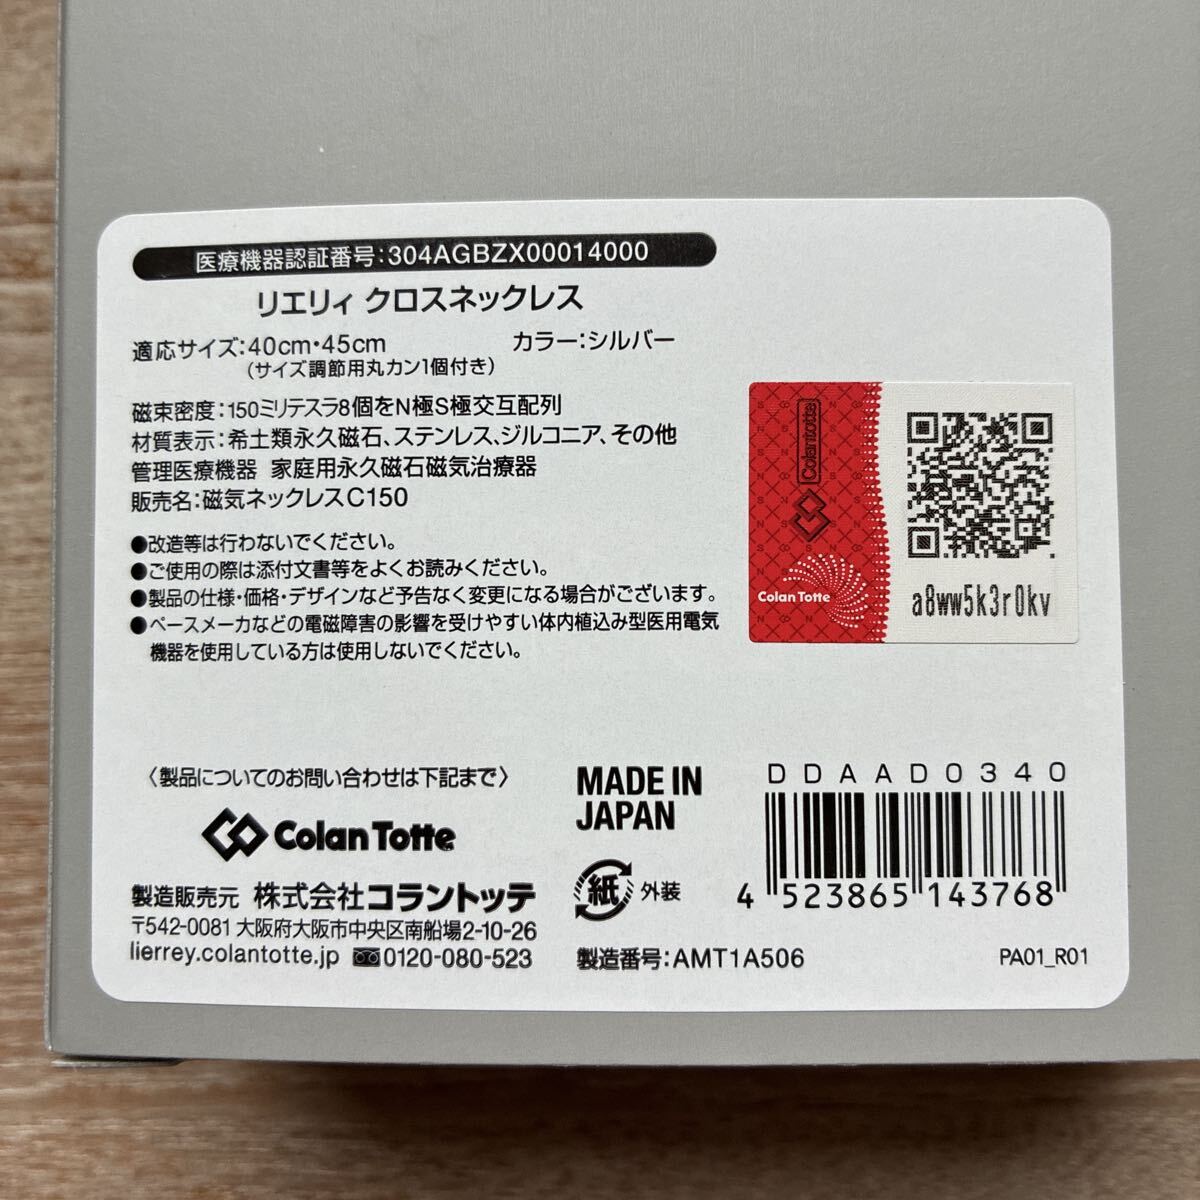 医療機器認証番号:304AGBZX00014000
リエリィ クロスネックレス
適応サイズ:40cm・45cm カラー:シルバー
(サイズ調節用丸カン1個付き)
磁束密度:150ミリテスラ8個をN極S極交互配列
材質表示:希土類永久磁石、ステンレス、ジルコニア、その他
管理医療機器 家庭用永久磁石磁気治療器
販売名:磁気ネックレスC150
●改造等は行わないでください。
●ご使用の際は添付文書等をよくお読みください。
●製品の仕様・価格・デザインなど予告なく変更になる場合がございます。
●ペースメーカなどの電磁障害の影響を受けやすい体内植込み型医用電気
機器を使用している方は使用しないでください。
Colantotte
Colan Totte
a8ww5k3r0kv
〈製品についてのお問い合わせは下記まで〉
Colan Totte
製造販売元 株式会社コラントッテ
〒542-0081 大阪府大阪市中央区南船場2-10-26
lierrey.colantotte.jp 0120-080-523
MADE IN
JAPAN
紙 外装
製造番号:AMT1A506
DDAAD0340
4 523865 143768
PA01_R01